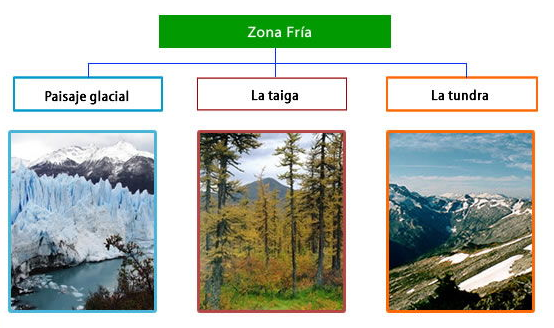 Zona Fría
Paisaje glacial
La taiga
La tundra